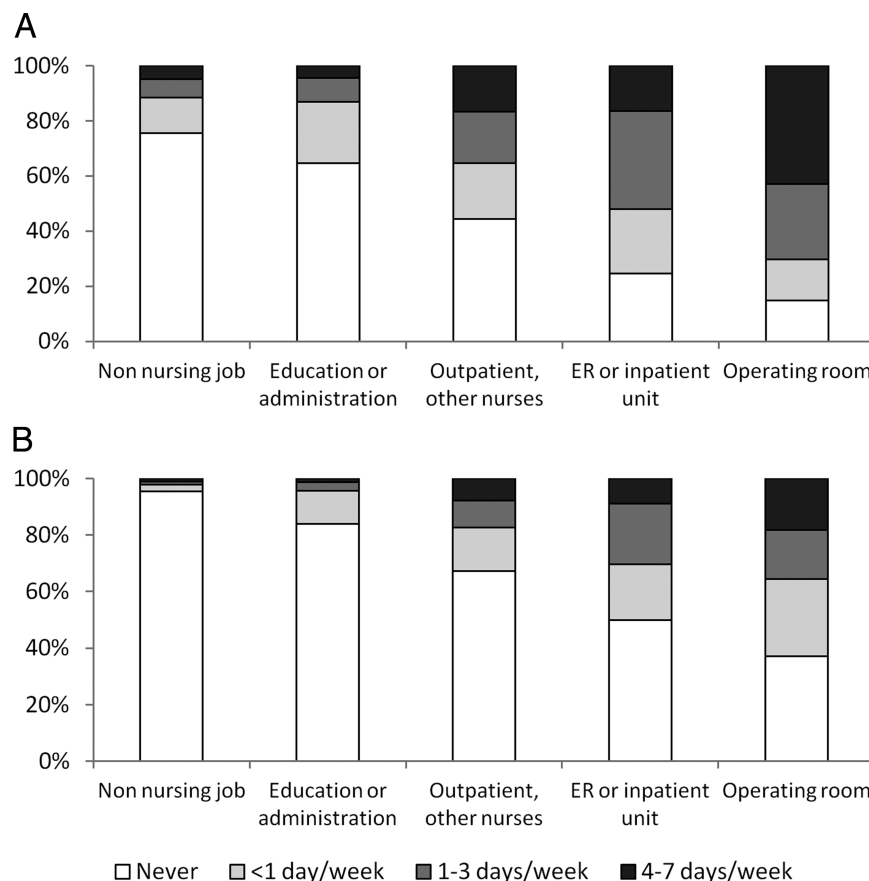 A
100%
80%
60%
40%
20%
0%
Non nursing job
Education or
administration
Outpatient,
other nurses
ER or inpatient
unit
Operating room
B
100%
80%
60%
40%
20%
0%
Non nursing job
Education or
administration
Outpatient,
other nurses
ER or inpatient
unit
Operating room
Never
<1 day/week
1-3 days/week
4-7 days/week